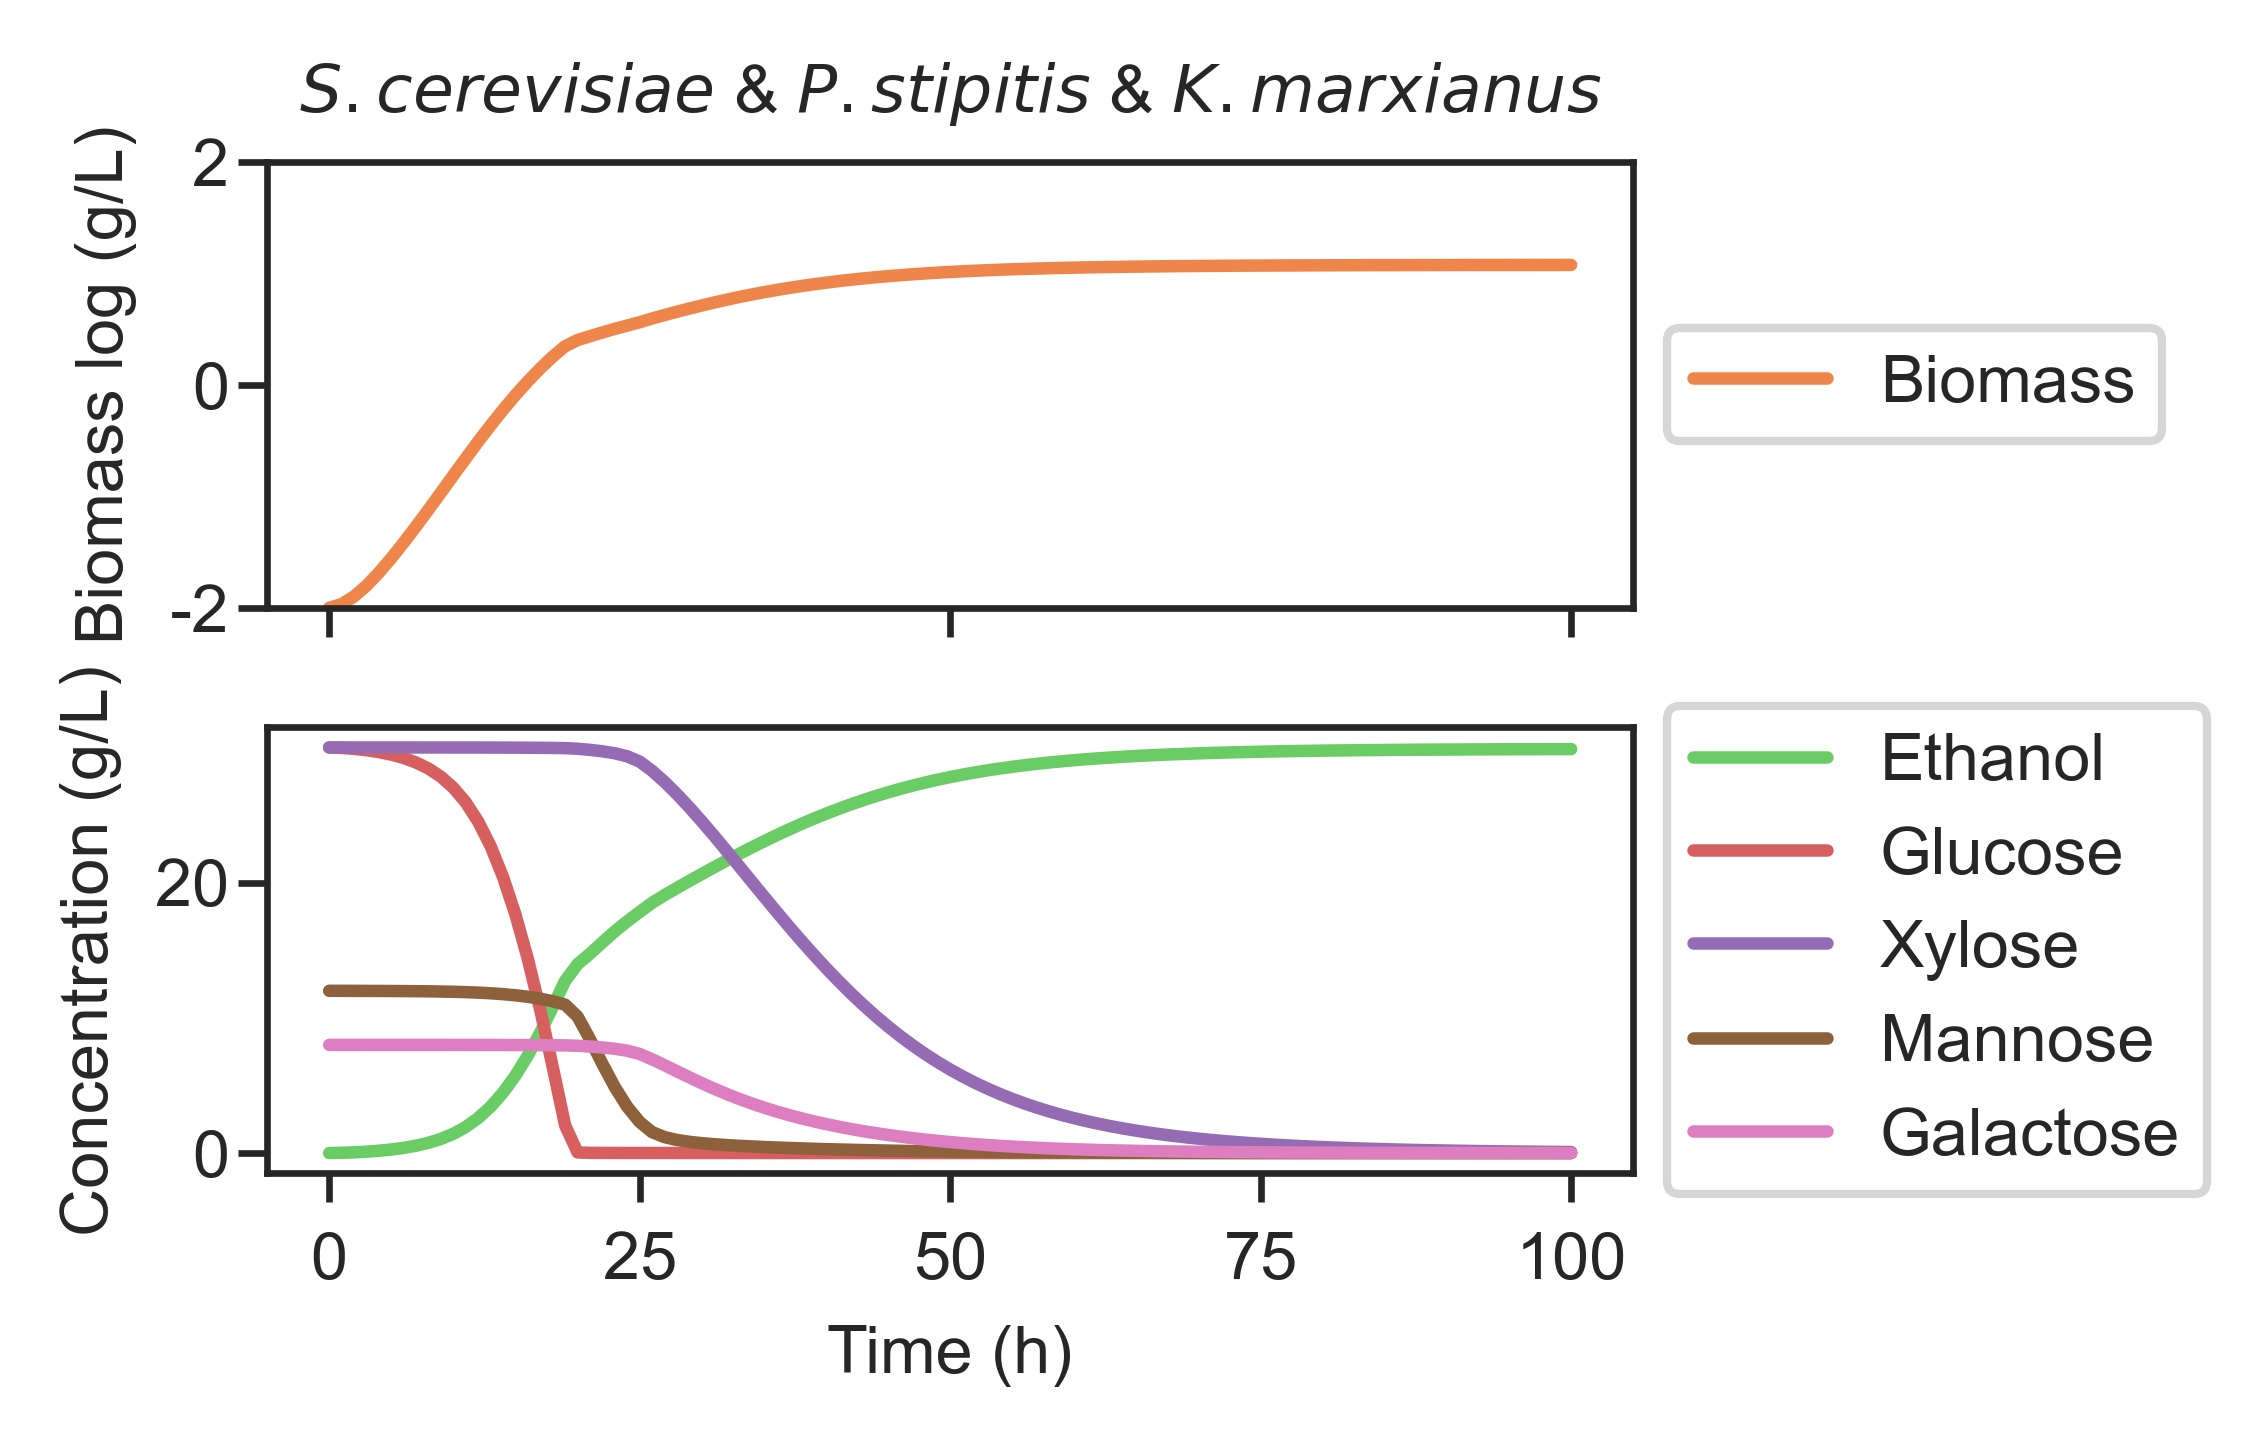 S. cerevisiae & P. stipitis & K. marxianus
Biomass log (g/L)
2
0
-2
Biomass
Concentration (g/L)
20
0
0 25 50 75 100
Time (h)
Ethanol
Glucose
Xylose
Mannose
Galactose